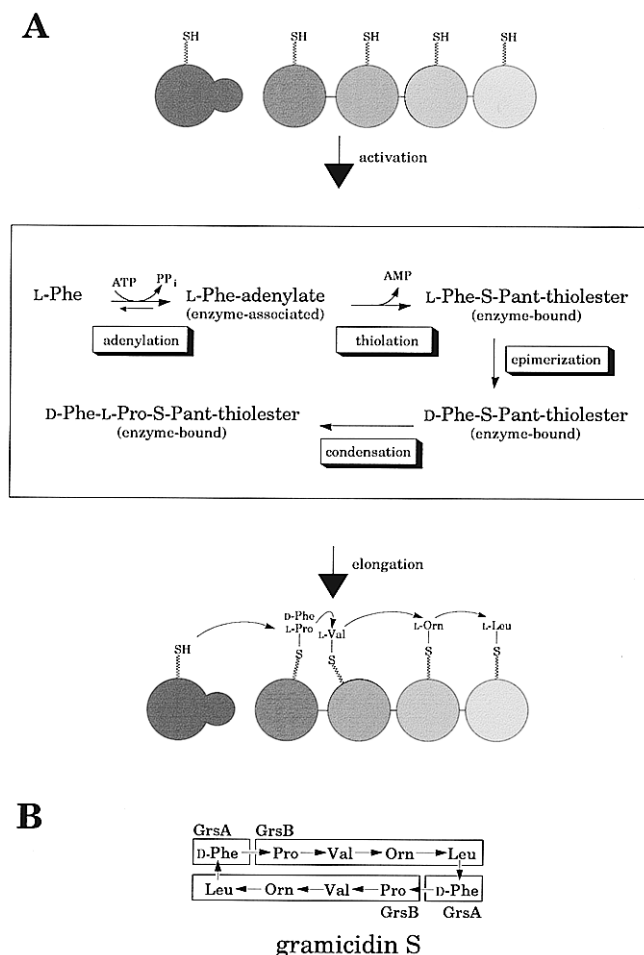 A
SH SH SH SH SH
activation
L-Phe ATP PPi L-Phe-adenylate AMP L-Phe-S-Pant-thiolester
(enzyme-associated) (enzyme-bound)
adenylation thiolation epimerization
D-Phe-L-Pro-S-Pant-thiolester D-Phe-S-Pant-thiolester
(enzyme-bound) (enzyme-bound)
condensation
elongation
D-Phe
L-Pro L-Val L-Orn L-Leu
SH S S S S
B
GrsA GrsB
D-Phe Pro Val Orn Leu
Leu Orn Val Pro D-Phe
GrsB GrsA
gramicidin S